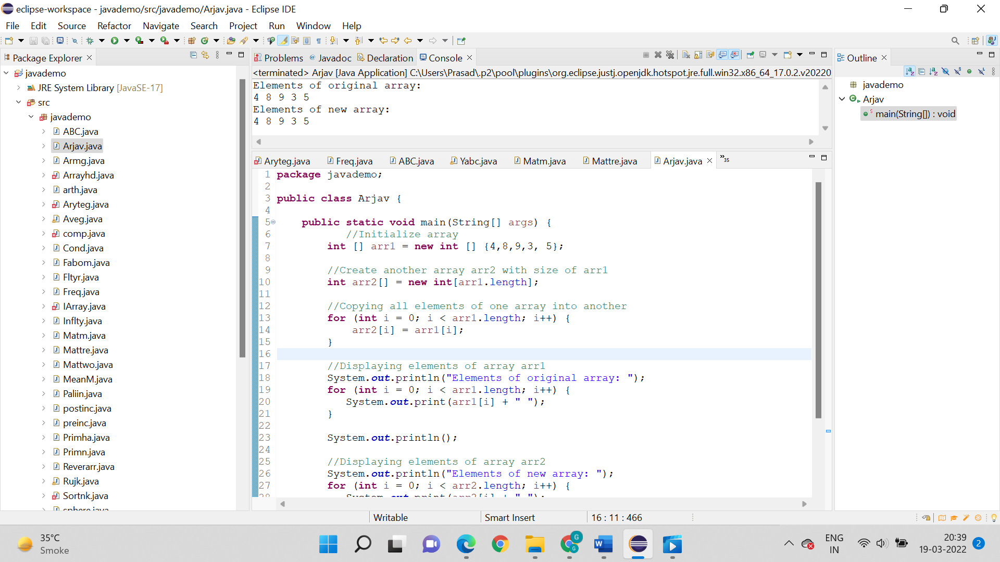 eclipse-workspace - javademo/src/javademo/Arjav.java - Eclipse IDE
File Edit Source Refactor Navigate Search Project Run Window Help
Package Explorer
javademo
JRE System Library [JavaSE-17]
src
javademo
ABC.java
Arjav.java
Armg.java
Arrayhd.java
arth.java
Aryteg.java
Aveg.java
comp.java
Cond.java
Fabom.java
Fltyr.java
Freq.java
IArray.java
Inflty.java
Matm.java
Mattre.java
Mattwo.java
MeanM.java
Paliin.java
postinc.java
preinc.java
Primha.java
Primn.java
Reverarr.java
Rujk.java
Sortnk.java
sphere.java
Problems Javadoc Declaration Console
<terminated> Arjav [Java Application] C:\Users\Prasad\.p2\pool\plugins\org.eclipse.justj.openjdk.hotspot.jre.full.win32.x86_64_17.0.2.v20220
Elements of original array:
4 8 9 3 5
Elements of new array:
4 8 9 3 5
Aryteg.java Freq.java ABC.java Yabc.java Matm.java Mattre.java Arjav.java »35
1 package javademo;
2
3 public class Arjav {
4
5 public static void main(String[] args) {
6 //Initialize array
7 int [] arr1 = new int [] {4,8,9,3, 5};
8
9 //Create another array arr2 with size of arr1
10 int arr2[] = new int[arr1.length];
11
12 //Copying all elements of one array into another
13 for (int i = 0; i < arr1.length; i++) {
14 arr2[i] = arr1[i];
15 }
16
17 //Displaying elements of array arr1
18 System.out.println("Elements of original array: ");
19 for (int i = 0; i < arr1.length; i++) {
20 System.out.print(arr1[i] + " ");
21 }
22
23 System.out.println();
24
25 //Displaying elements of array arr2
26 System.out.println("Elements of new array: ");
27 for (int i = 0; i < arr2.length; i++) {
28 System.out.print(arr2[i] + " ");
Outline
javademo
Arjav
main(String[]) : void
Writable Smart Insert 16 : 11 : 466
35°C
Smoke
ENG
IN
20:39
19-03-2022
2